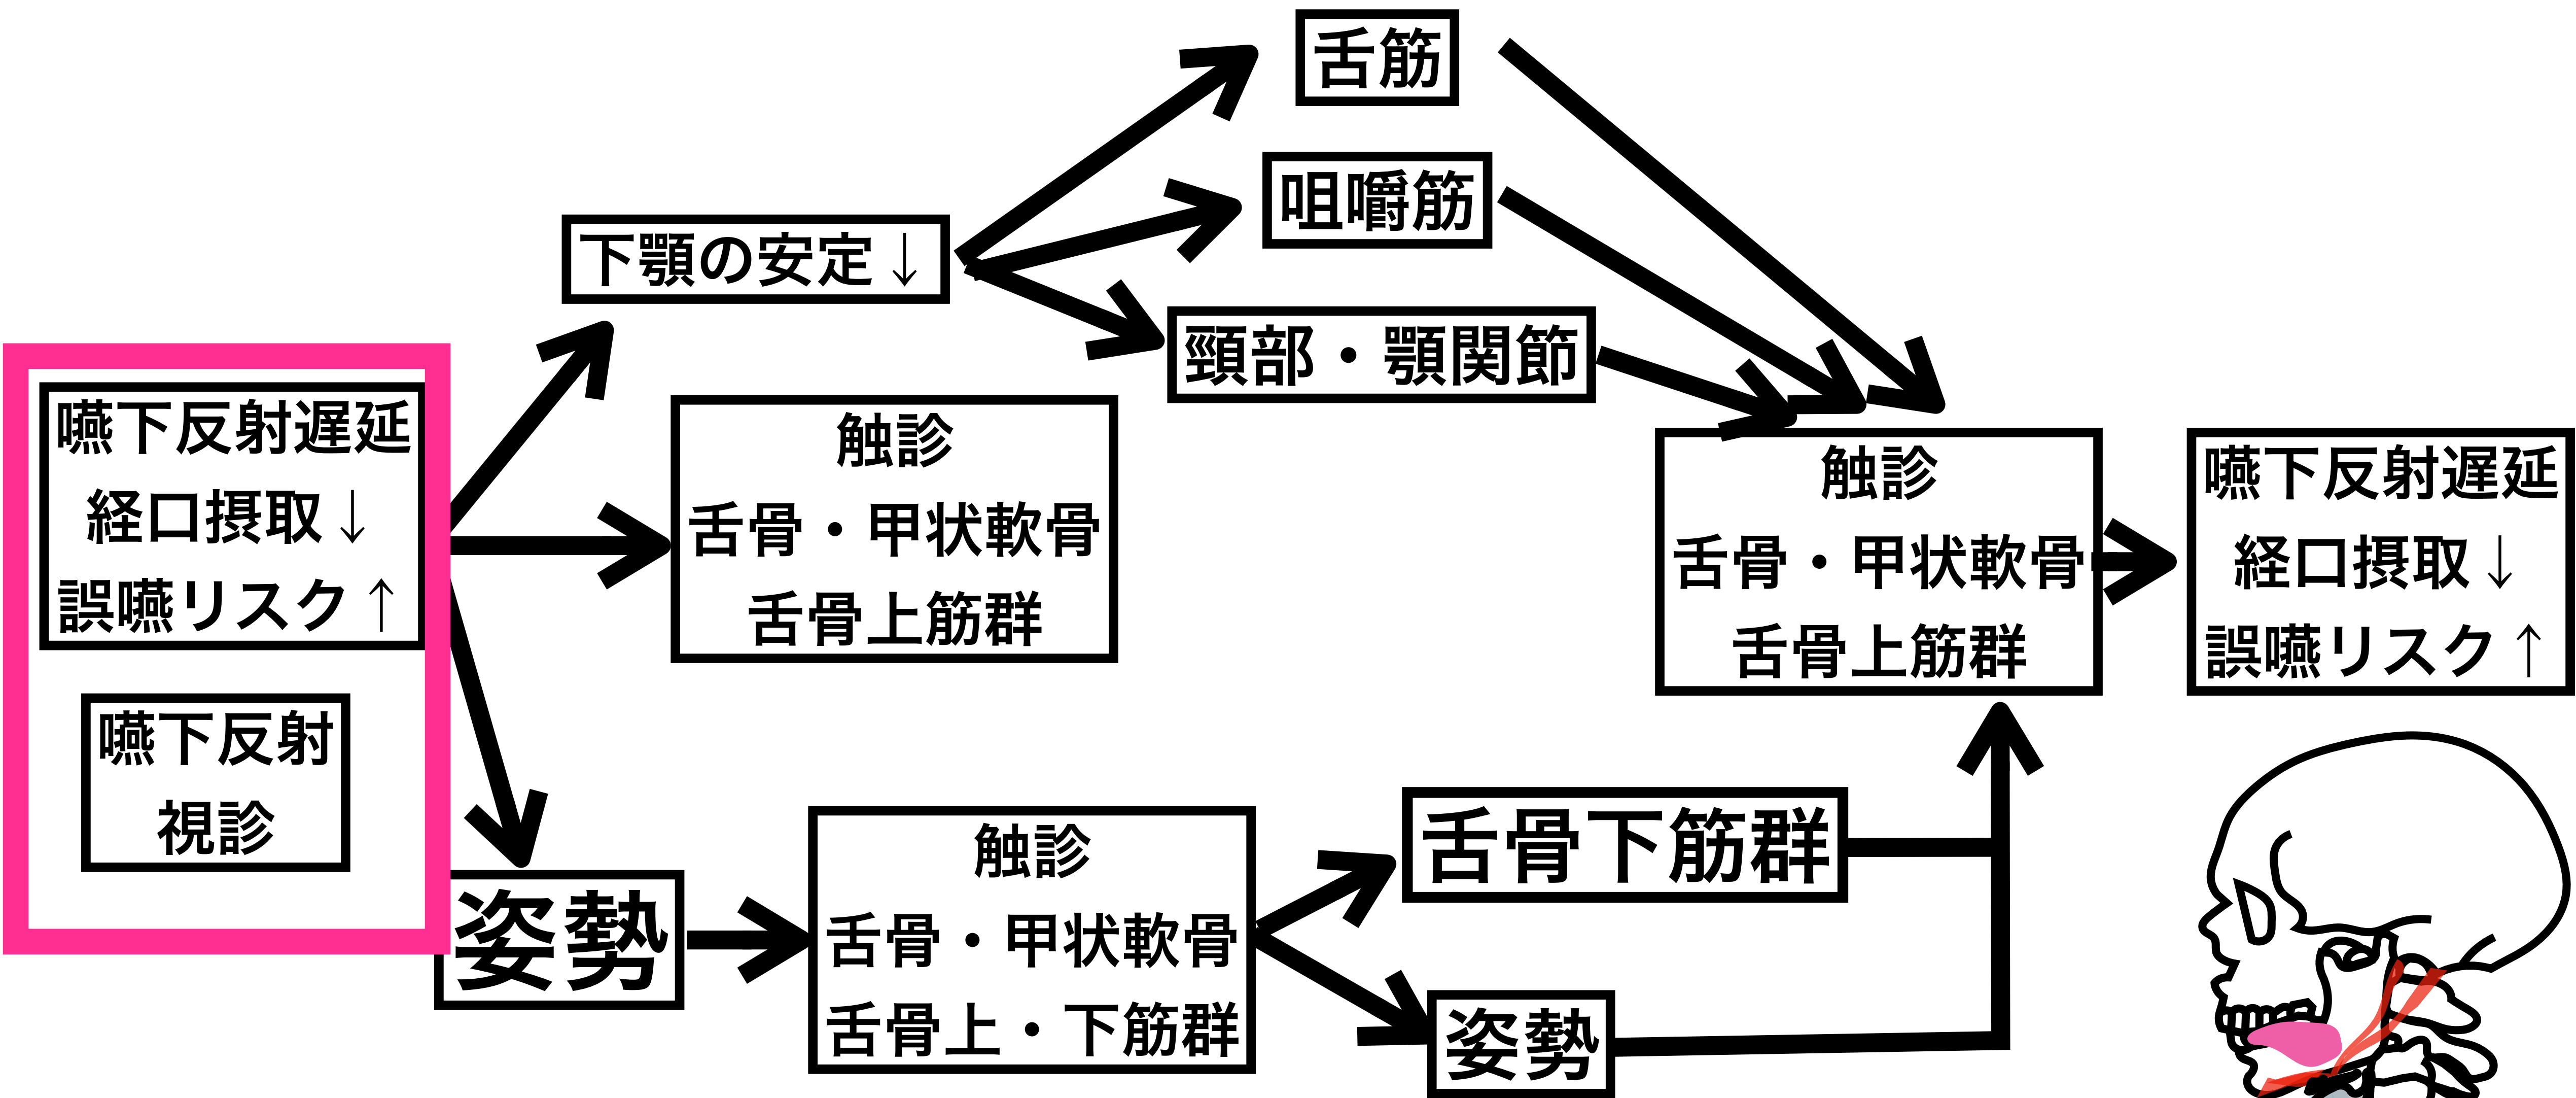 舌筋
咀嚼筋
下顎の安定↓
頸部・顎関節
嚥下反射遅延
経口摂取↓
誤嚥リスク↑
触診
舌骨・甲状軟骨
舌骨上筋群
触診
舌骨・甲状軟骨
舌骨上筋群
嚥下反射遅延
経口摂取↓
誤嚥リスク↑
嚥下反射
視診
姿勢
触診
舌骨・甲状軟骨
舌骨上・下筋群
舌骨下筋群
姿勢